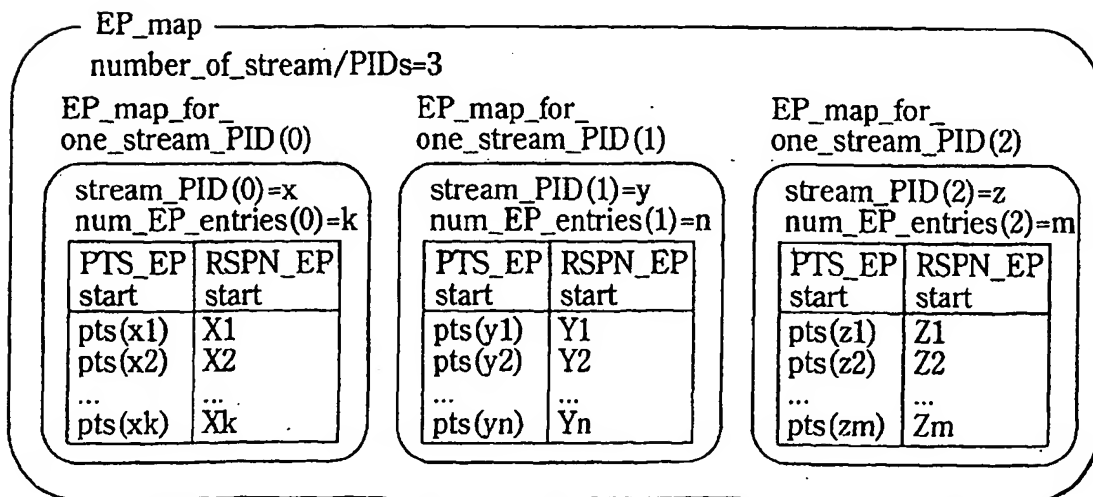 EP_map
number_of_stream/PIDs=3
EP_map_for_
one_stream_PID(0)
stream_PID(0)=x
num_EP_entries(0)=k
PTS_EP RSPN_EP
start start
pts(x1) X1
pts(x2) X2
... ...
pts(xk) Xk
EP_map_for_
one_stream_PID(1)
stream_PID(1)=y
num_EP_entries(1)=n
PTS_EP RSPN_EP
start start
pts(y1) Y1
pts(y2) Y2
... ...
pts(yn) Yn
EP_map_for_
one_stream_PID(2)
stream_PID(2)=z
num_EP_entries(2)=m
PTS_EP RSPN_EP
start start
pts(z1) Z1
pts(z2) Z2
... ...
pts(zm) Zm